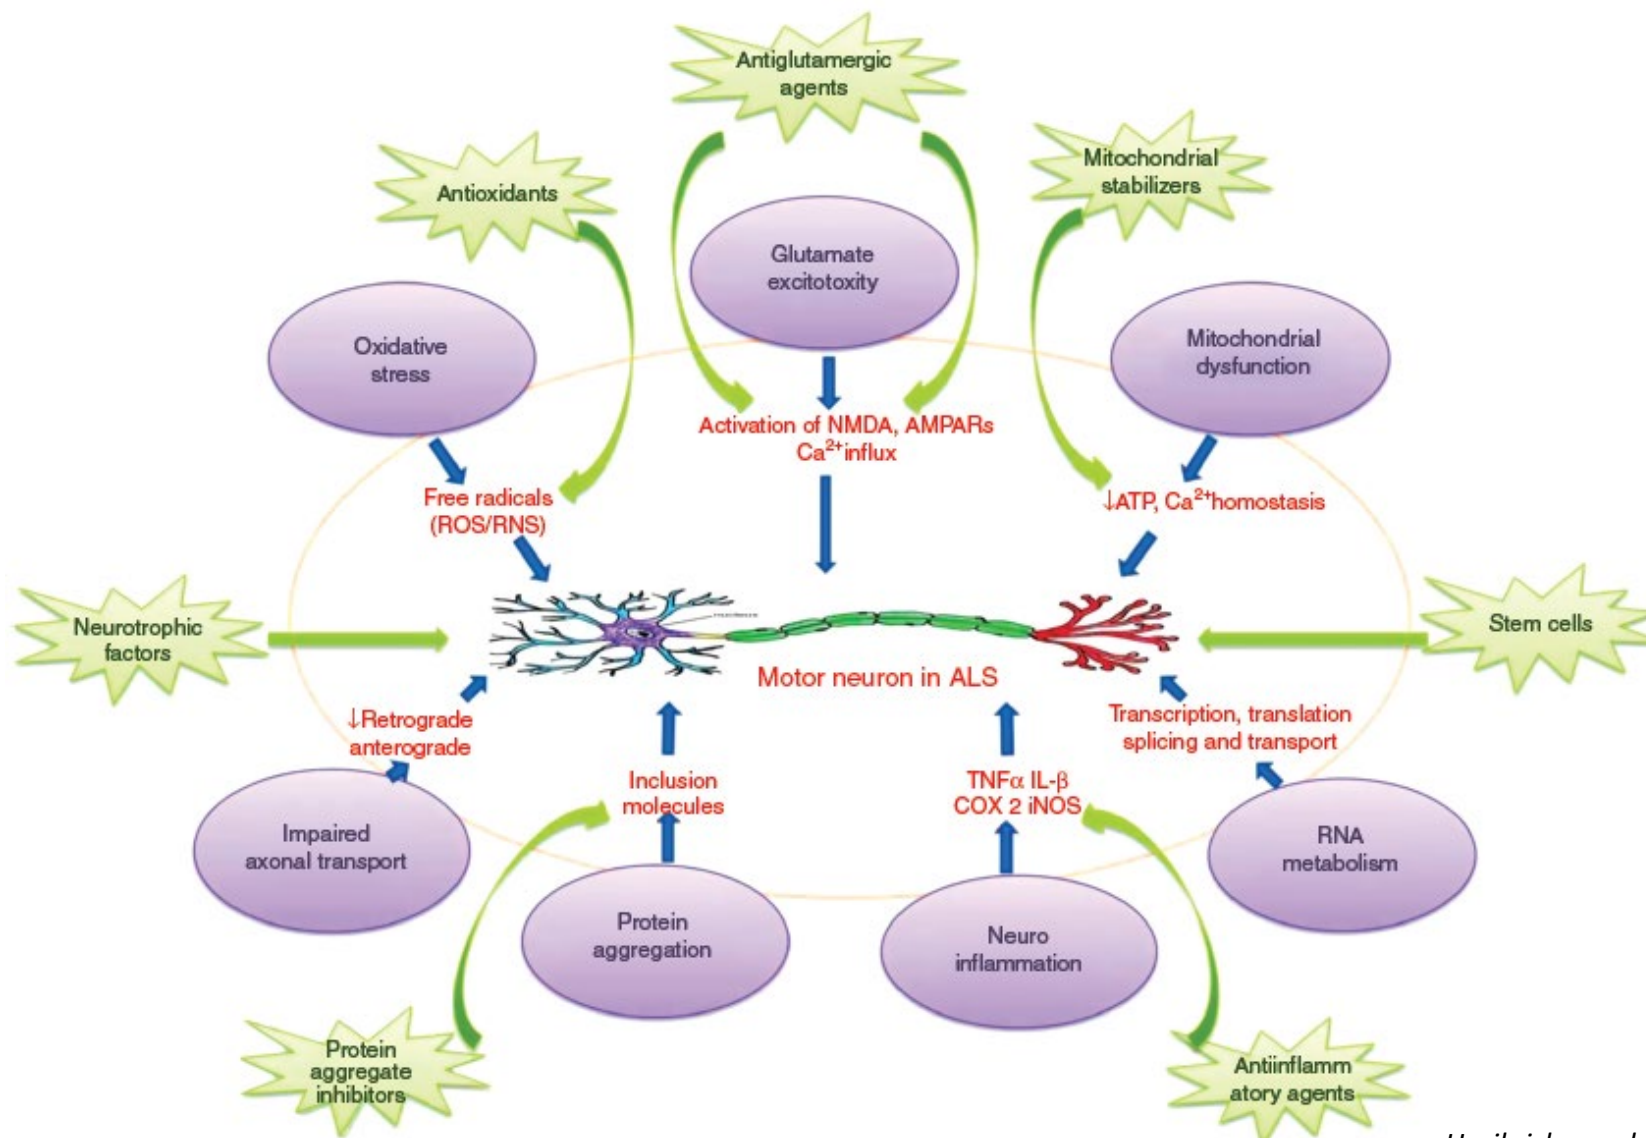 Antiglutamergic
agents
Mitochondrial
stabilizers
Antioxidants
Glutamate
excitotoxity
Oxidative
stress
Mitochondrial
dysfunction
Activation of NMDA, AMPARs
Ca²⁺influx
Free radicals
(ROS/RNS)
↓ATP, Ca²⁺homostasis
Neurotrophic
factors
Stem cells
Motor neuron in ALS
↓Retrograde
anterograde
Transcription, translation
splicing and transport
Inclusion
molecules
TNFα IL-β
COX 2 iNOS
Impaired
axonal transport
RNA
metabolism
Protein
aggregation
Neuro
inflammation
Protein
aggregate
inhibitors
Antiinflamm
atory agents